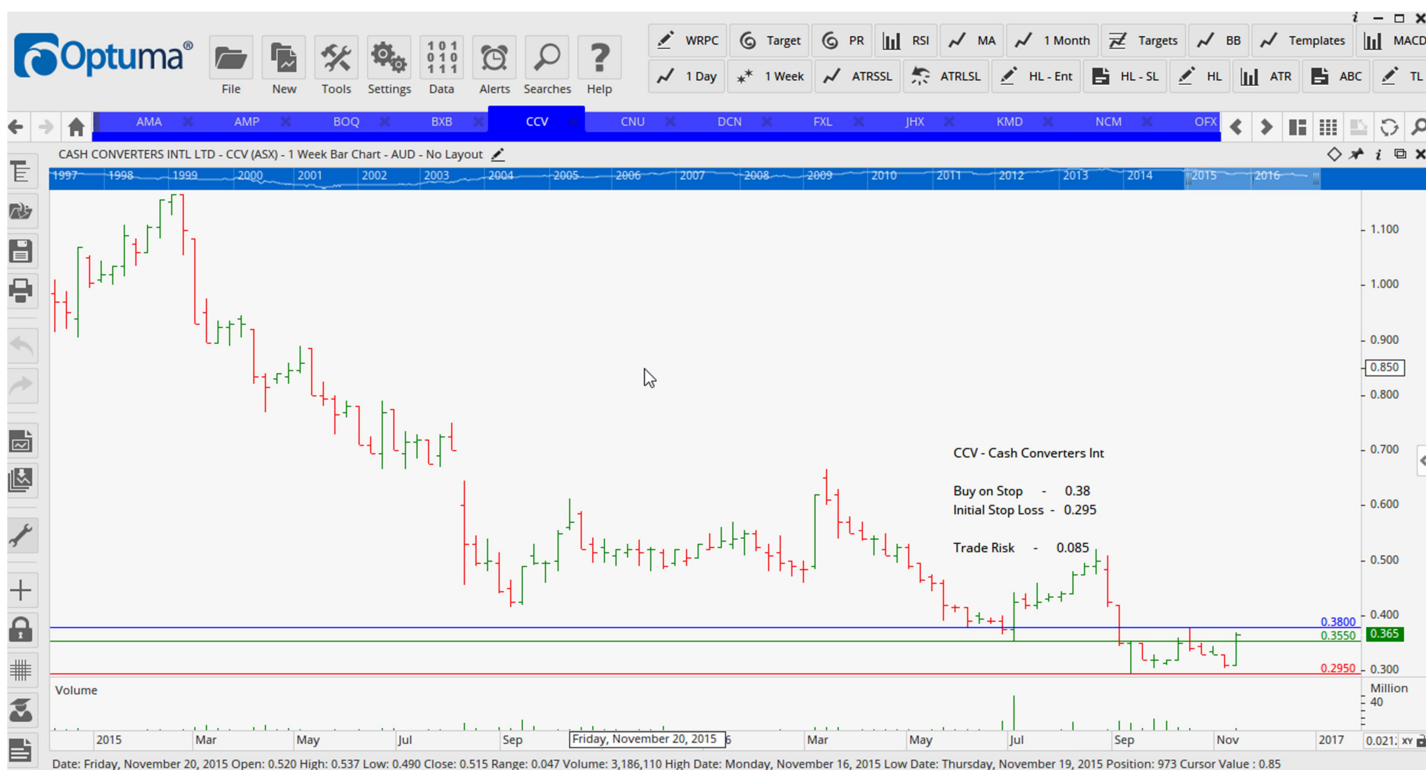 Optuma®
File
New
Tools
Settings
101
010
111
Data
Alerts
Searches
Help
WRPC
Target
PR
RSI
MA
1 Month
Targets
BB
Templates
MACD
1 Day
1 Week
ATRSSL
ATRLSL
HL - Ent
HL - SL
HL
ATR
ABC
TL
AMA
AMP
BOQ
BXB
CCV
CNU
DCN
FXL
JHX
KMD
NCM
OFX
CASH CONVERTERS INTL LTD - CCV (ASX) - 1 Week Bar Chart - AUD - No Layout
1997 1998 1999 2000 2001 2002 2003 2004 2005 2006 2007 2008 2009 2010 2011 2012 2013 2014 2015 2016
1.100
1.000
0.900
0.850
0.800
0.700
0.600
0.500
0.400
0.300
CCV - Cash Converters Int
Buy on Stop - 0.38
Initial Stop Loss - 0.295
Trade Risk - 0.085
0.3800
0.3550
0.365
0.2950
Volume
Million
40
2015 Mar May Jul Sep Friday, November 20, 2015 6 Mar May Jul Sep Nov 2017
XY
Date: Friday, November 20, 2015 Open: 0.520 High: 0.537 Low: 0.490 Close: 0.515 Range: 0.047 Volume: 3,186,110 High Date: Monday, November 16, 2015 Low Date: Thursday, November 19, 2015 Position: 973 Cursor Value : 0.85